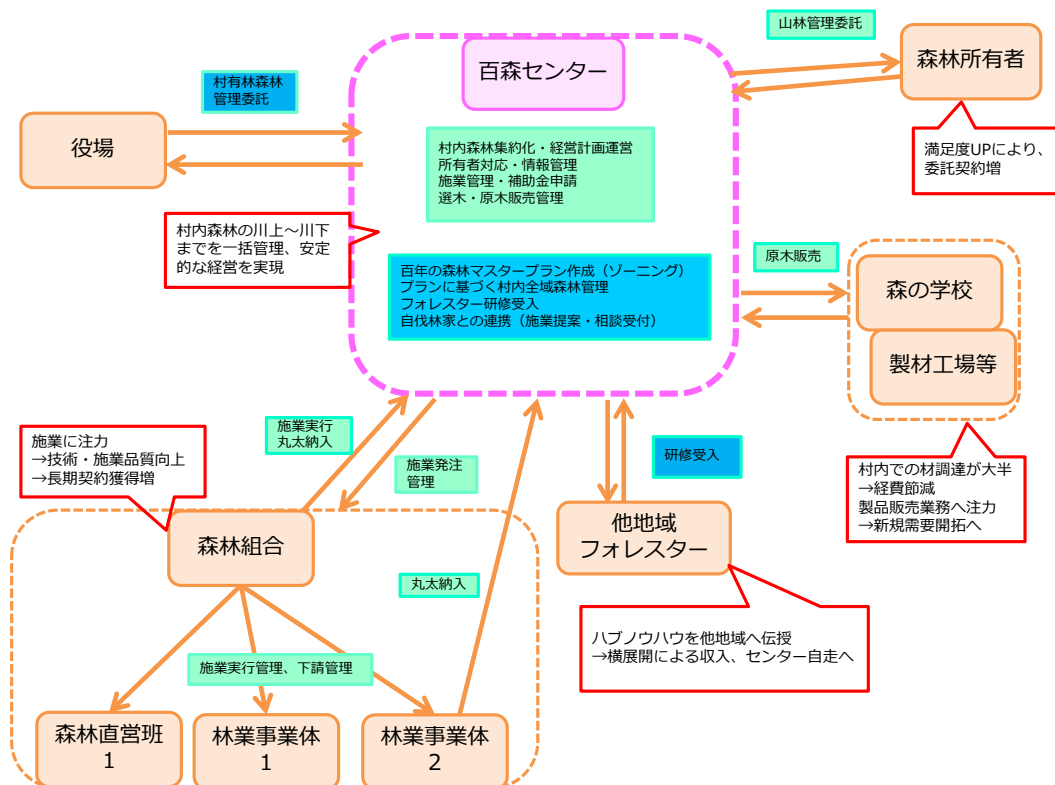 山林管理委託
百森センター
森林所有者
村有林森林
管理委託
役場
村内森林集約化・経営計画運営
所有者対応・情報管理
施業管理・補助金申請
選木・原木販売管理
満足度UPにより、
委託契約増
村内森林の川上～川下
までを一括管理、安定
的な経営を実現
百年の森林マスタープラン作成（ゾーニング）
プランに基づく村内全域森林管理
フォレスター研修受入
自伐林家との連携（施業提案・相談受付）
原木販売
森の学校
製材工場等
施業に注力
→技術・施業品質向上
→長期契約獲得増
施業実行
丸太納入
施業発注
管理
研修受入
村内での材調達が大半
→経費節減
製品販売業務へ注力
→新規需要開拓へ
森林組合
他地域
フォレスター
丸太納入
ハブノウハウを他地域へ伝授
→横展開による収入、センター自走へ
施業実行管理、下請管理
森林直営班
1
林業事業体
1
林業事業体
2